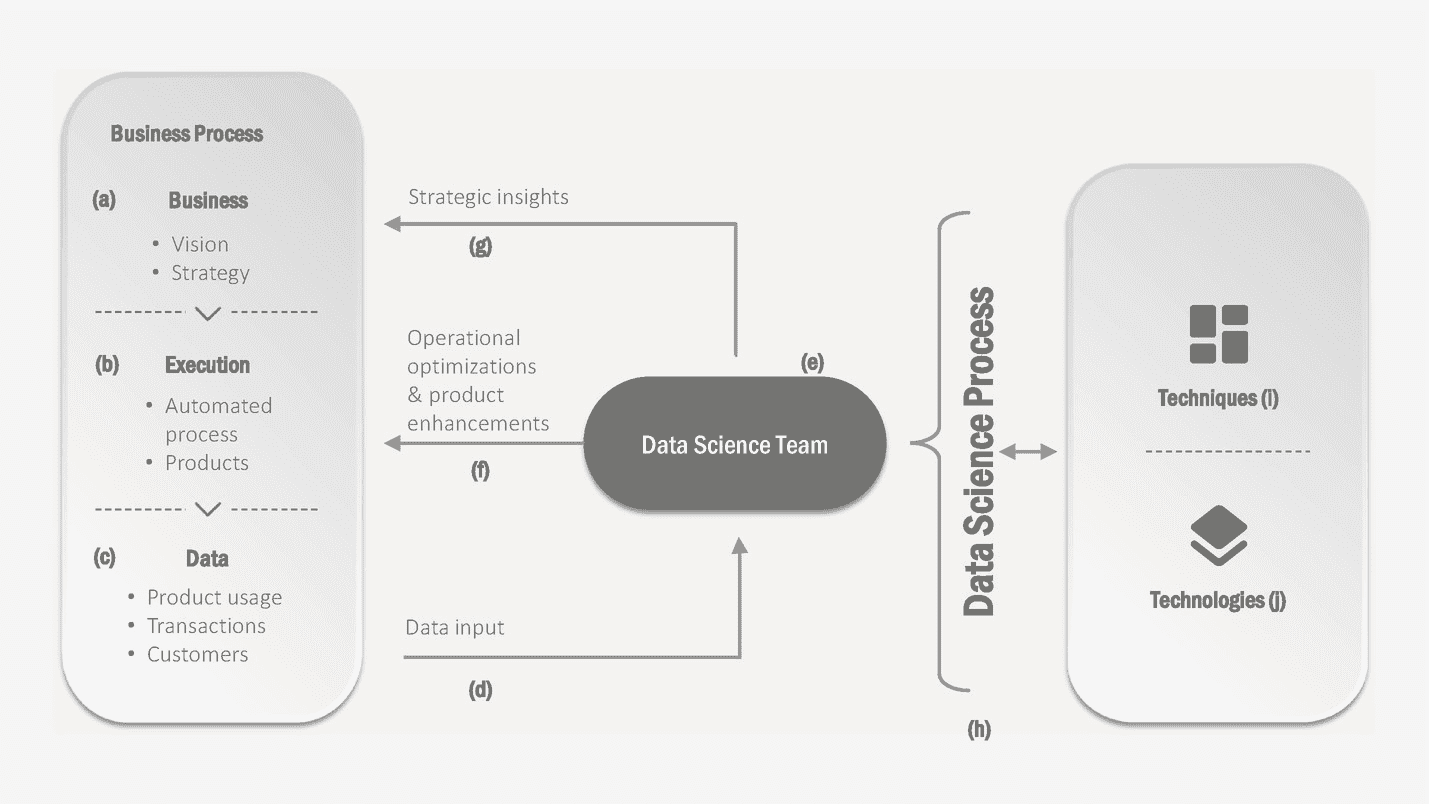 Business Process
(a) Business
• Vision
• Strategy
(b) Execution
• Automated
process
• Products
(c) Data
• Product usage
• Transactions
• Customers
Strategic insights
(g)
Operational
optimizations
& product
enhancements
(f)
Data input
(d)
(e)
Data Science Team
Data Science Process
(h)
Techniques (i)
Technologies (j)